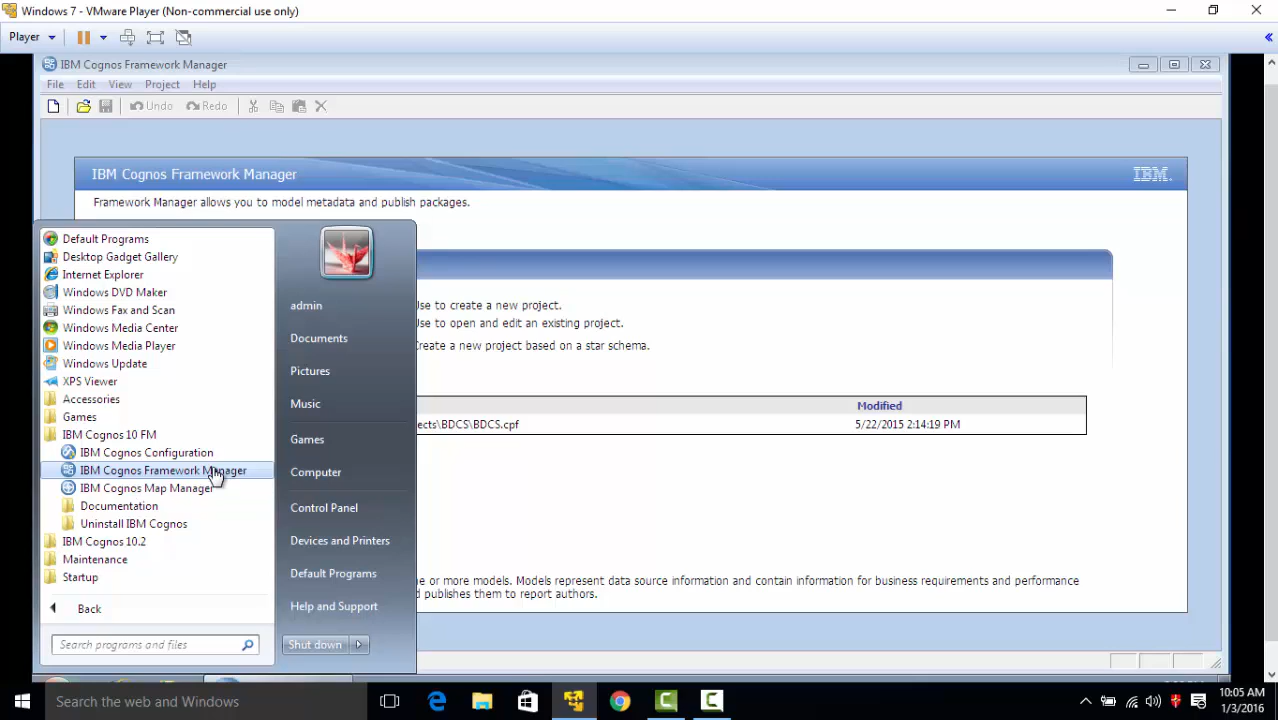 Windows 7 - VMware Player (Non-commercial use only)
Player
IBM Cognos Framework Manager
File Edit View Project Help
Undo Redo
IBM Cognos Framework Manager
IBM
Framework Manager allows you to model metadata and publish packages.
Use to create a new project.
Use to open and edit an existing project.
Create a new project based on a star schema.
Modified
ects\BDCS\BDCS.cpf 5/22/2015 2:14:19 PM
e or more models. Models represent data source information and contain information for business requirements and performance
publishes them to report authors.
Default Programs
Desktop Gadget Gallery
Internet Explorer
Windows DVD Maker
Windows Fax and Scan
Windows Media Center
Windows Media Player
Windows Update
XPS Viewer
Accessories
Games
IBM Cognos 10 FM
IBM Cognos Configuration
IBM Cognos Framework Manager
IBM Cognos Map Manager
Documentation
Uninstall IBM Cognos
IBM Cognos 10.2
Maintenance
Startup
Back
Search programs and files
admin
Documents
Pictures
Music
Games
Computer
Control Panel
Devices and Printers
Default Programs
Help and Support
Shut down
Search the web and Windows
10:05 AM
1/3/2016